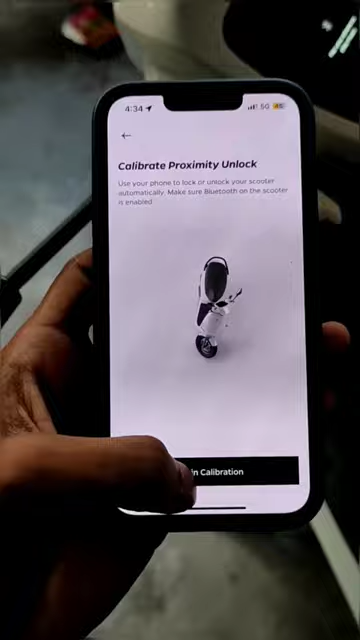 4:34
5G 45
Calibrate Proximity Unlock
Use your phone to lock or unlock your scooter
automatically. Make sure Bluetooth on the scooter
is enabled
Calibration